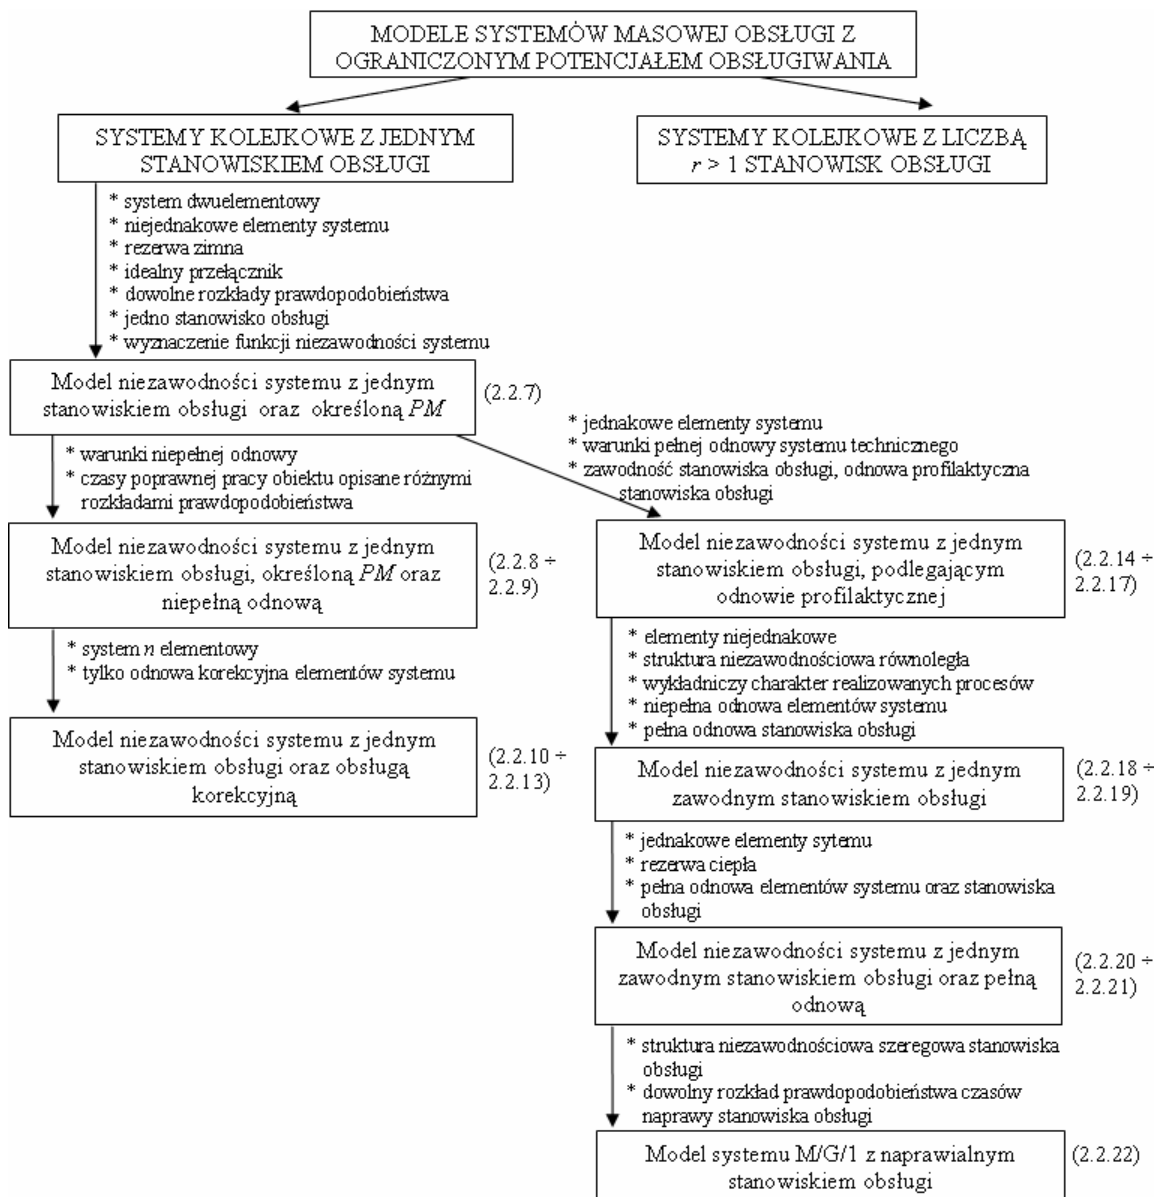 MODELE SYSTEMÓW MASOWEJ OBSŁUGI Z
OGRANICZONYM POTENCJAŁEM OBSŁUGIWANIA
SYSTEMY KOLEJKOWE Z JEDNYM
STANOWISKIEM OBSŁUGI
SYSTEMY KOLEJKOWE Z LICZBĄ
r > 1 STANOWISK OBSŁUGI
* system dwuelementowy
* niejednakowe elementy systemu
* rezerwa zimna
* idealny przełącznik
* dowolne rozkłady prawdopodobieństwa
* jedno stanowisko obsługi
* wyznaczenie funkcji niezawodności systemu
Model niezawodności systemu z jednym
stanowiskiem obsługi oraz określoną PM
(2.2.7)
* warunki niepełnej odnowy
* czasy poprawnej pracy obiektu opisane różnymi
rozkładami prawdopodobieństwa
* jednakowe elementy systemu
* warunki pełnej odnowy systemu technicznego
* zawodność stanowiska obsługi, odnowa profilaktyczna
stanowiska obsługi
Model niezawodności systemu z jednym
stanowiskiem obsługi, określoną PM oraz
niepełną odnową
(2.2.8 ÷
2.2.9)
Model niezawodności systemu z jednym
stanowiskiem obsługi, podlegającym
odnowie profilaktycznej
(2.2.14 ÷
2.2.17)
* system n elementowy
* tylko odnowa korekcyjna elementów systemu
* elementy niejednakowe
* struktura niezawodnościowa równoległa
* wykładniczy charakter realizowanych procesów
* niepełna odnowa elementów systemu
* pełna odnowa stanowiska obsługi
Model niezawodności systemu z jednym
stanowiskiem obsługi oraz obsługą
korekcyjną
(2.2.10 ÷
2.2.13)
Model niezawodności systemu z jednym
zawodnym stanowiskiem obsługi
(2.2.18 ÷
2.2.19)
* jednakowe elementy sytemu
* rezerwa ciepła
* pełna odnowa elementów systemu oraz stanowiska
obsługi
Model niezawodności systemu z jednym
zawodnym stanowiskiem obsługi oraz pełną
odnową
(2.2.20 ÷
2.2.21)
* struktura niezawodnościowa szeregowa stanowiska
obsługi
* dowolny rozkład prawdopodobieństwa czasów
naprawy stanowiska obsługi
Model systemu M/G/1 z naprawialnym
stanowiskiem obsługi
(2.2.22)